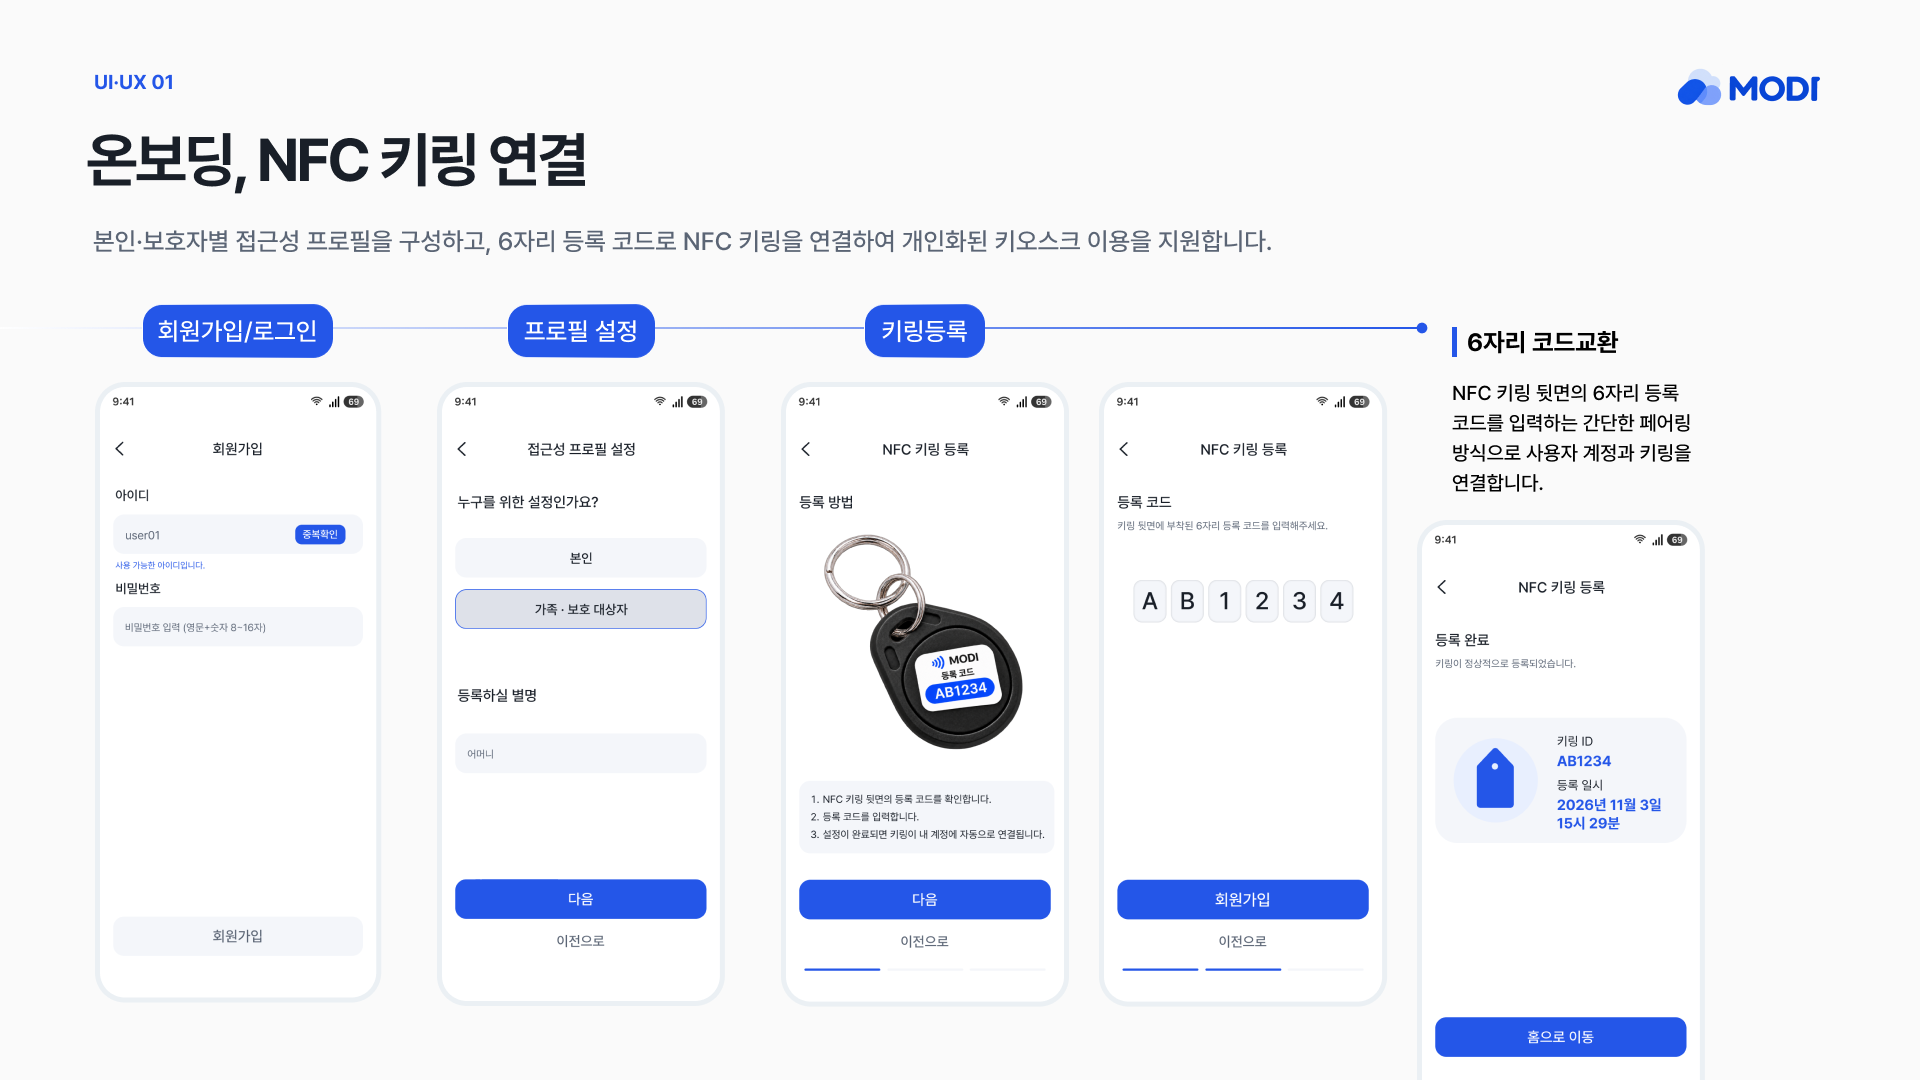 UI·UX 01
MODI
온보딩, NFC 키링 연결
본인·보호자별 접근성 프로필을 구성하고, 6자리 등록 코드로 NFC 키링을 연결하여 개인화된 키오스크 이용을 지원합니다.
회원가입/로그인
프로필 설정
키링등록
9:41
69
회원가입
아이디
user01
중복확인
사용 가능한 아이디입니다.
비밀번호
비밀번호 입력 (영문+숫자 8~16자)
회원가입
9:41
69
접근성 프로필 설정
누구를 위한 설정인가요?
본인
가족 · 보호 대상자
등록하실 별명
어머니
다음
이전으로
9:41
69
NFC 키링 등록
등록 방법
MODI
등록 코드
AB1234
1. NFC 키링 뒷면의 등록 코드를 확인합니다.
2. 등록 코드를 입력합니다.
3. 설정이 완료되면 키링이 내 계정에 자동으로 연결됩니다.
다음
이전으로
9:41
69
NFC 키링 등록
등록 코드
키링 뒷면에 부착된 6자리 등록 코드를 입력해주세요.
A B 1 2 3 4
회원가입
이전으로
6자리 코드교환
NFC 키링 뒷면의 6자리 등록
코드를 입력하는 간단한 페어링
방식으로 사용자 계정과 키링을
연결합니다.
9:41
69
NFC 키링 등록
등록 완료
키링이 정상적으로 등록되었습니다.
키링 ID
AB1234
등록 일시
2026년 11월 3일
15시 29분
홈으로 이동